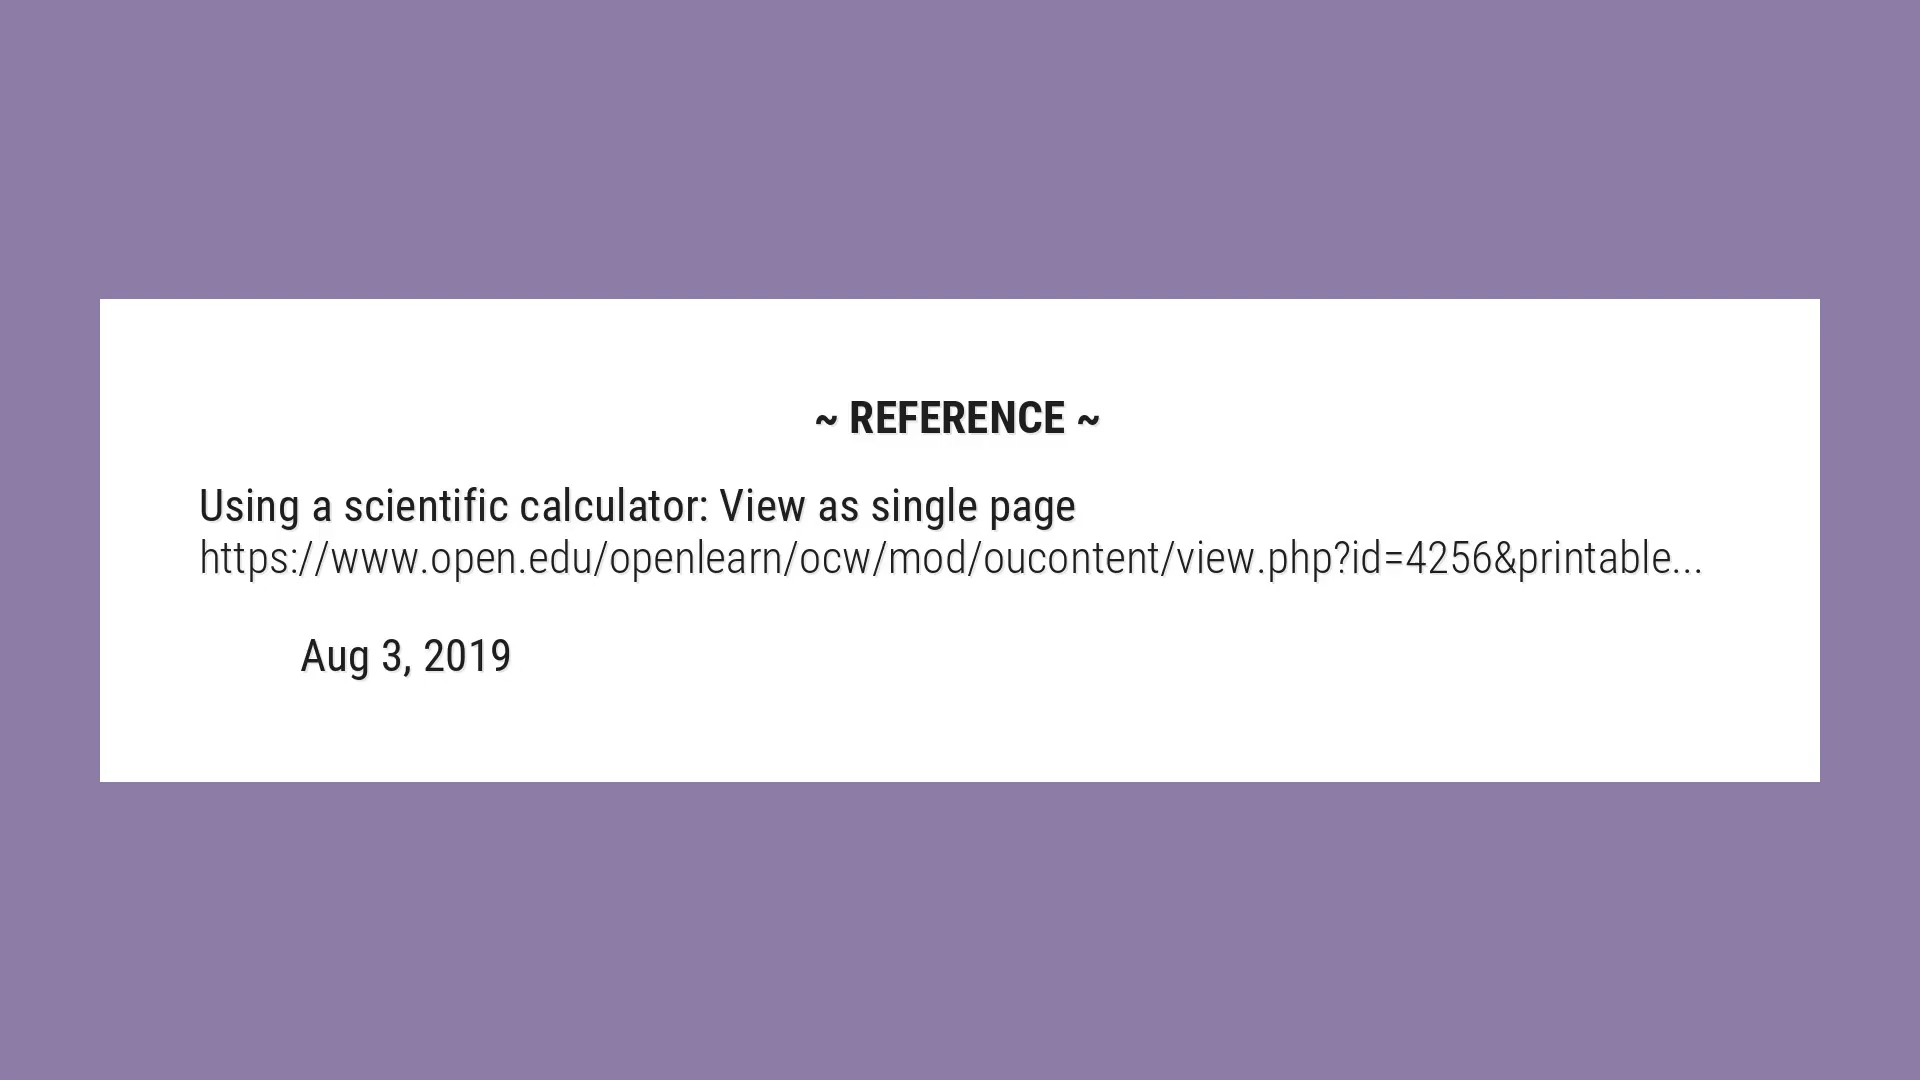 ~ REFERENCE ~
Using a scientific calculator: View as single page
https://www.open.edu/openlearn/ocw/mod/oucontent/view.php?id=4256&printable...
Aug 3, 2019